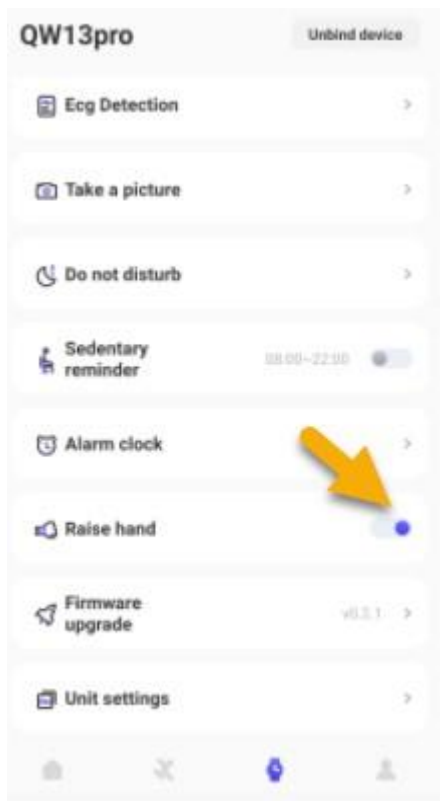 QW13pro
Unbind device
Ecg Detection
Take a picture
Do not disturb
Sedentary
reminder
08:00~22:00
Alarm clock
Raise hand
Firmware
upgrade
Unit settings